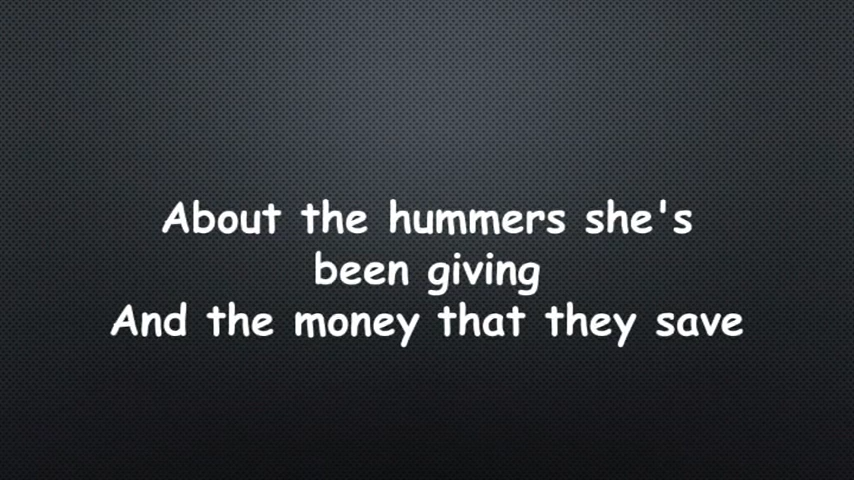 About the hummers she's
been giving
And the money that they save